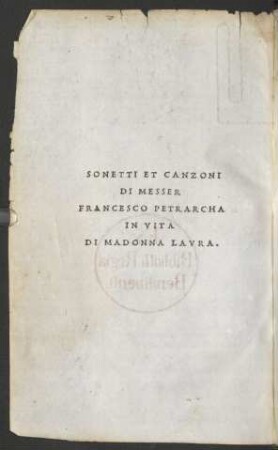 SONETTI ET CANZONI
DI MESSER
FRANCESCO PETRARCHA
IN VITA
DI MADONNA LAVRA.